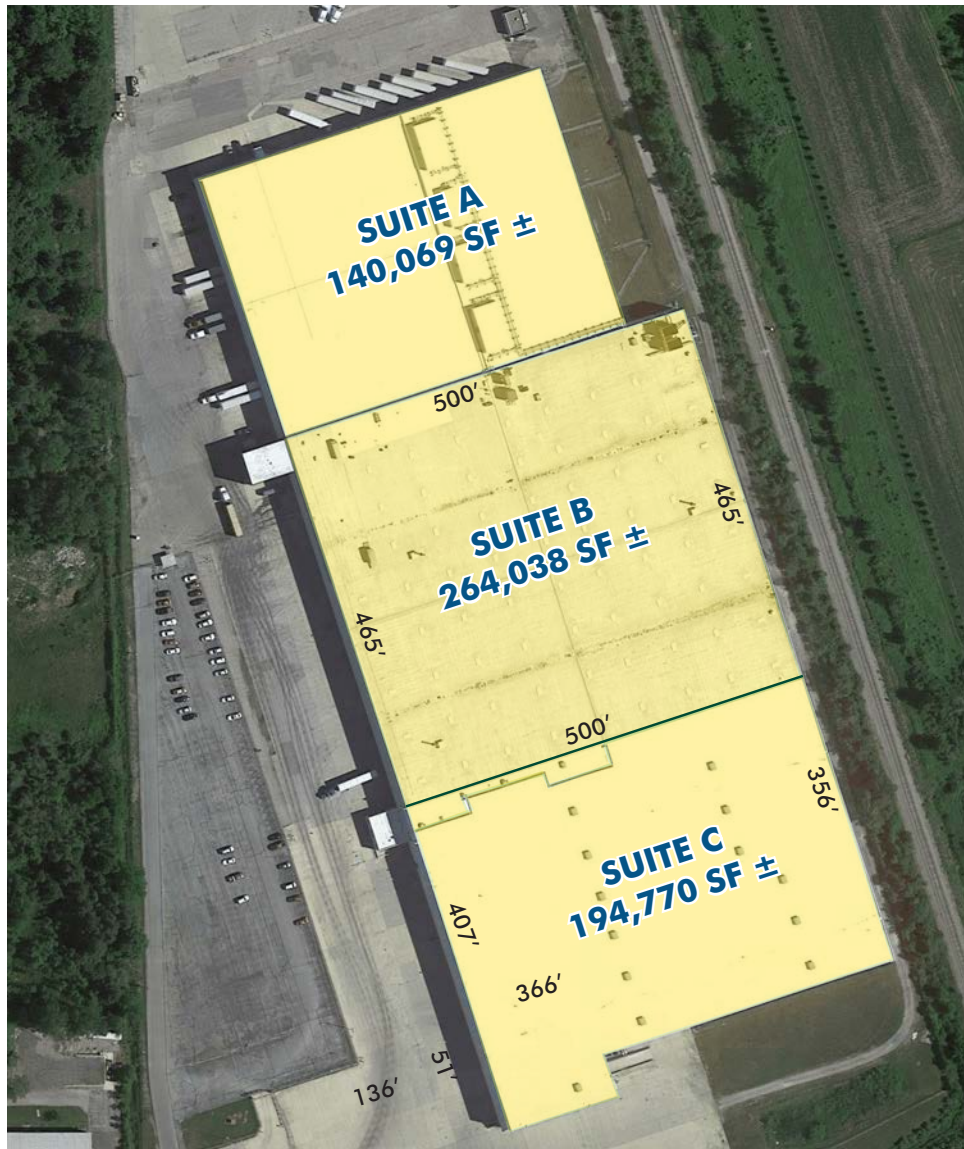 SUITE A
140,069 SF ±
500′
SUITE B
264,038 SF ±
465′
465′
500′
356′
SUITE C
194,770 SF ±
407′
366′
51′
136′